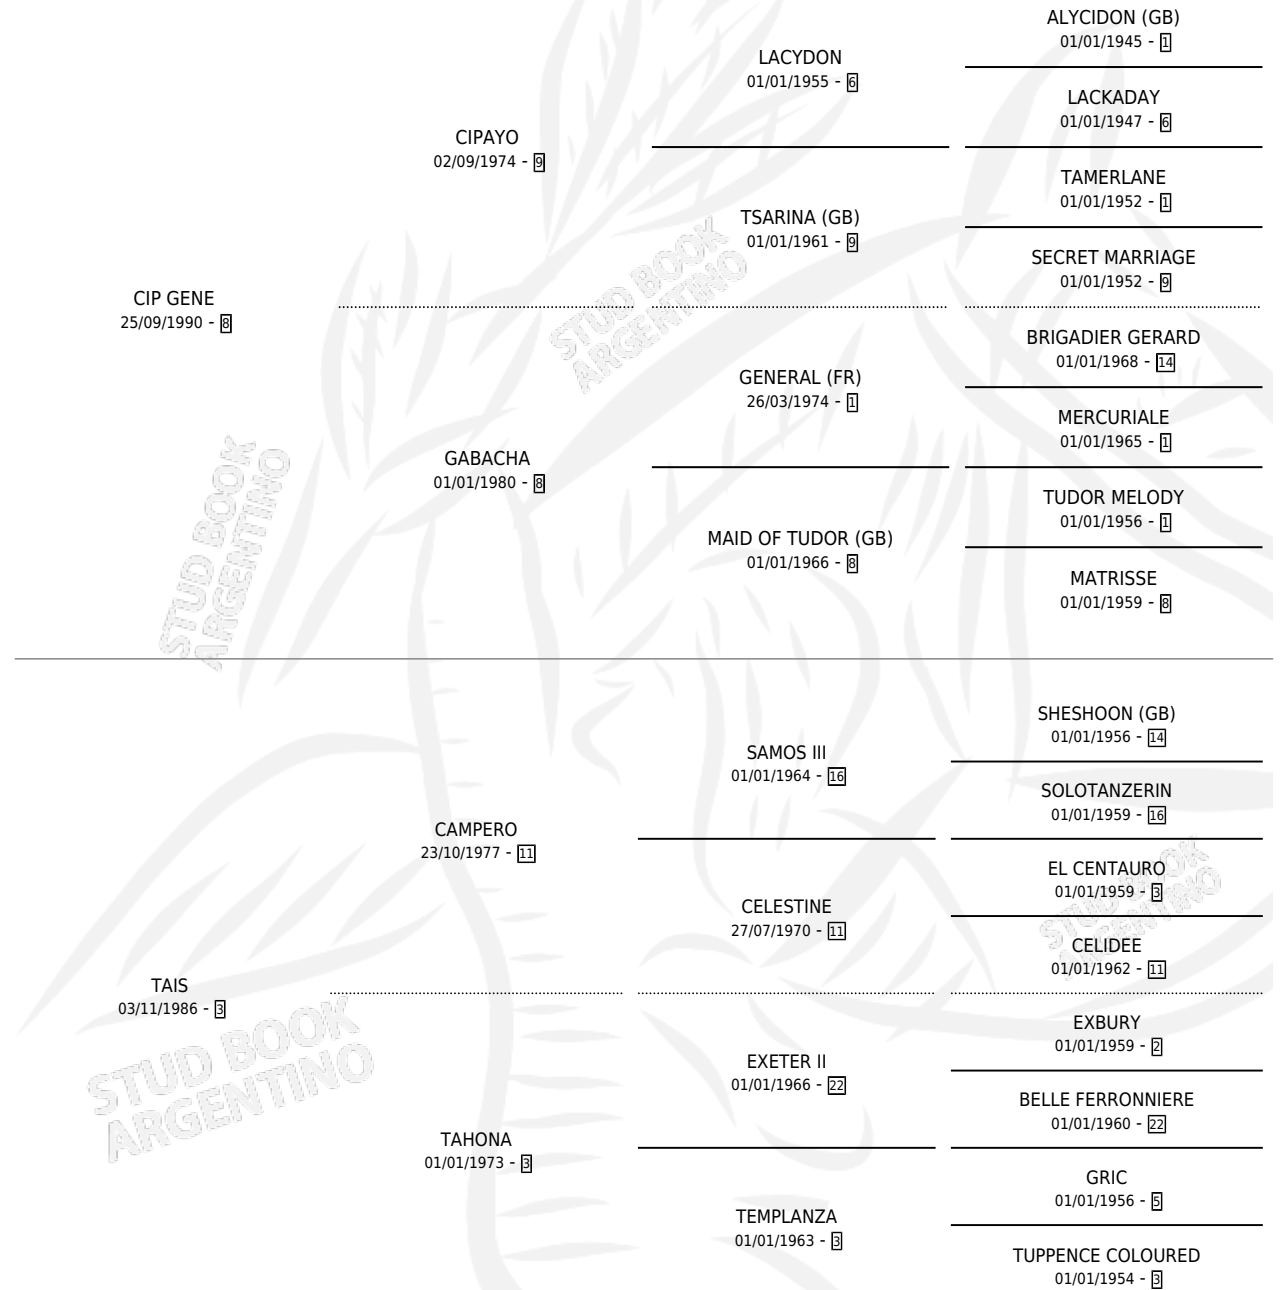 ALYCIDON (GB)
01/01/1945 - 1
LACYDON
01/01/1955 - 6
LACKADAY
01/01/1947 - 6
CIPAYO
02/09/1974 - 9
TAMERLANE
01/01/1952 - 1
TSARINA (GB)
01/01/1961 - 9
SECRET MARRIAGE
01/01/1952 - 9
CIP GENE
25/09/1990 - 8
BRIGADIER GERARD
01/01/1968 - 14
GENERAL (FR)
26/03/1974 - 1
MERCURIALE
01/01/1965 - 1
GABACHA
01/01/1980 - 8
TUDOR MELODY
01/01/1956 - 1
MAID OF TUDOR (GB)
01/01/1966 - 8
MATRISSE
01/01/1959 - 8
STUD BOOK
ARGENTINO
STUD BOOK
ARGENTINO
SHESHOON (GB)
01/01/1956 - 14
SAMOS III
01/01/1964 - 16
SOLOTANZERIN
01/01/1959 - 16
CAMPERO
23/10/1977 - 11
EL CENTAURO
01/01/1959 - 3
CELESTINE
27/07/1970 - 11
CELIDEE
01/01/1962 - 11
STUD BOOK
ARGENTINO
TAIS
03/11/1986 - 3
EXBURY
01/01/1959 - 2
EXETER II
01/01/1966 - 22
BELLE FERRONNIERE
01/01/1960 - 22
TAHONA
01/01/1973 - 3
GRIC
01/01/1956 - 5
TEMPLANZA
01/01/1963 - 3
TUPPENCE COLOURED
01/01/1954 - 3
STUD BOOK
ARGENTINO